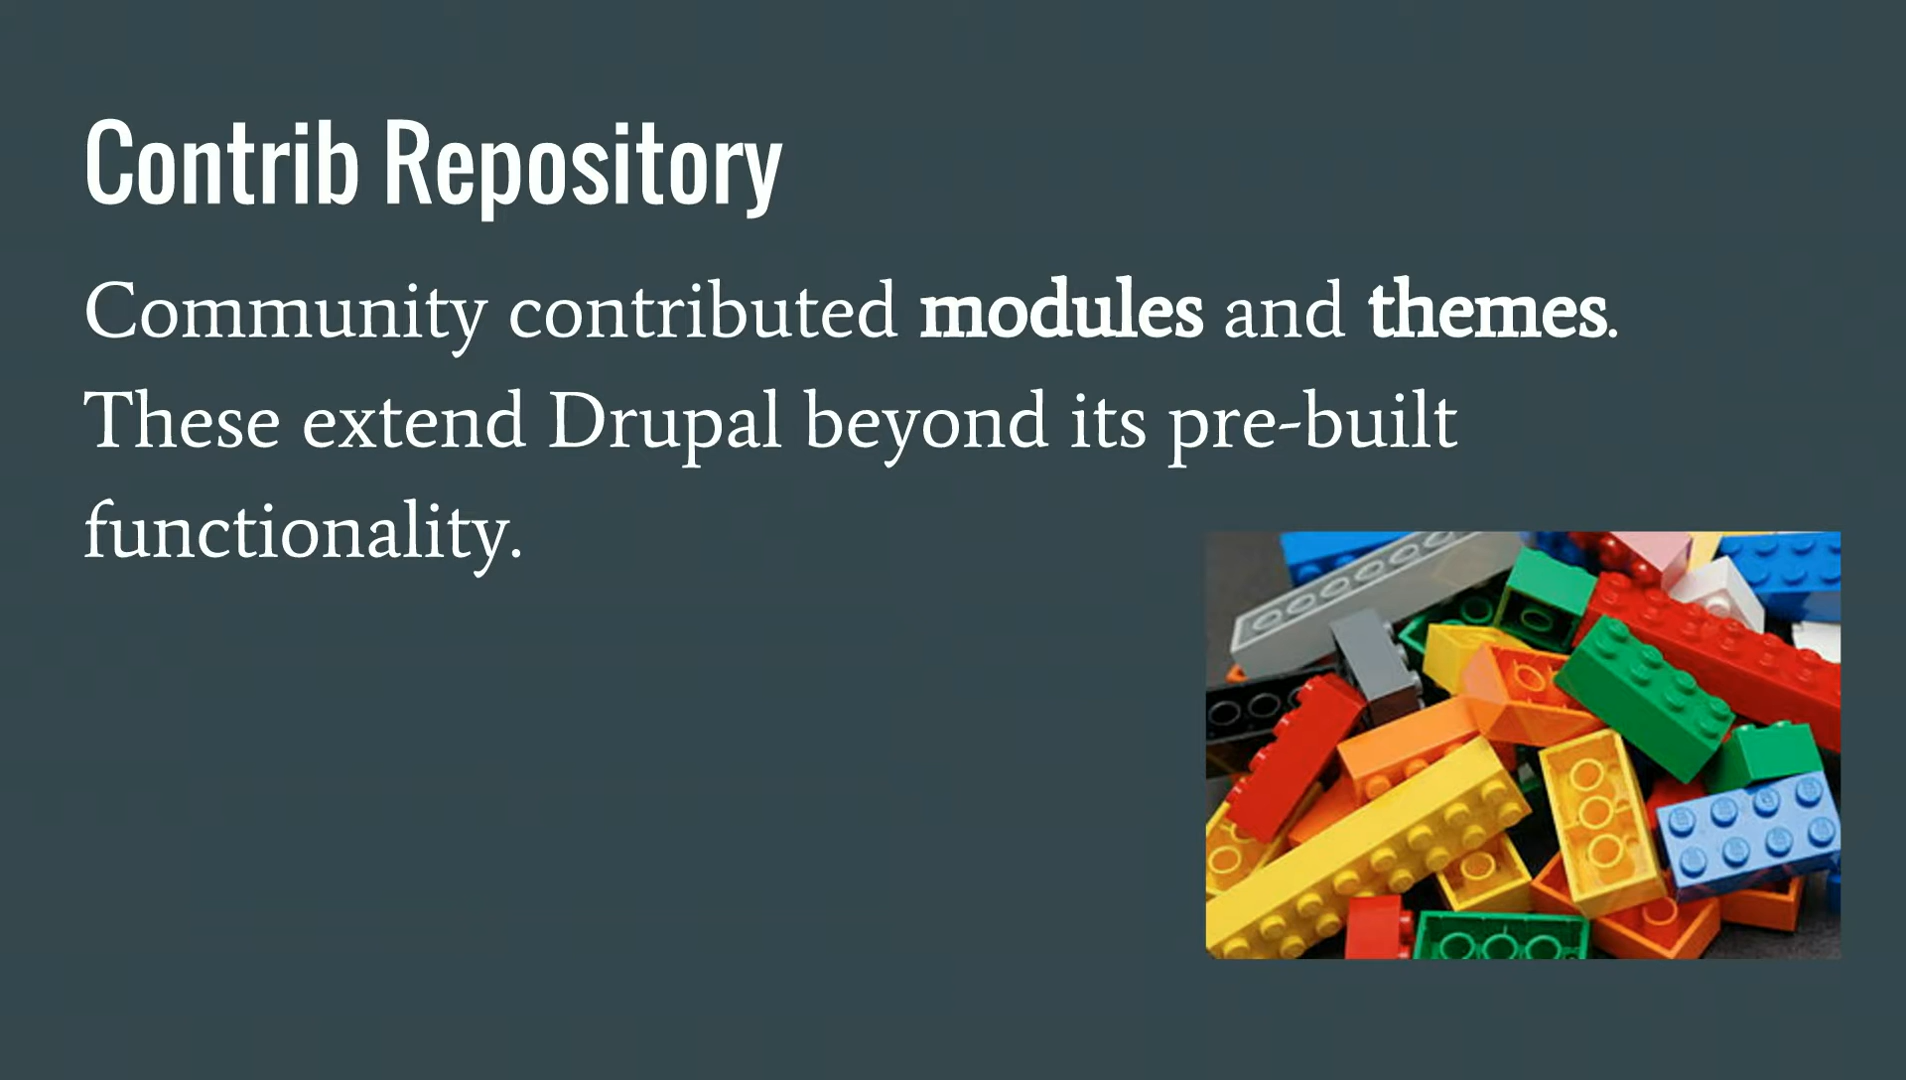 Contrib Repository
Community contributed modules and themes.
These extend Drupal beyond its pre-built
functionality.